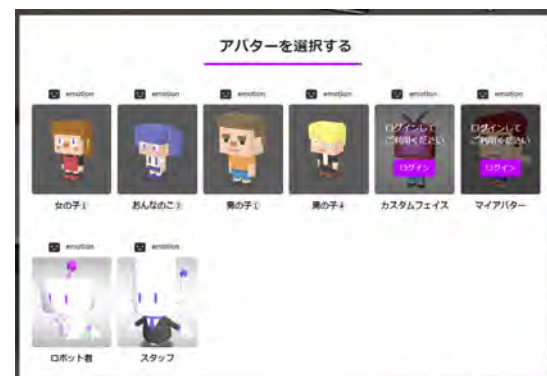 アバターを選択する
emotion emotion emotion emotion emotion emotion
ログインして ログインして
ご利用ください ご利用ください
ログイン ログイン
女の子① おんなのこ② 男の子① 男の子④ カスタムフェイス マイアバター
emotion emotion
ロボット君 スタッフ